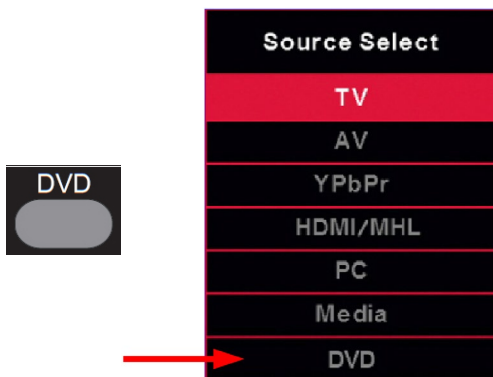 Source Select
TV
AV
DVD
YPbPr
HDMI/MHL
PC
Media
DVD